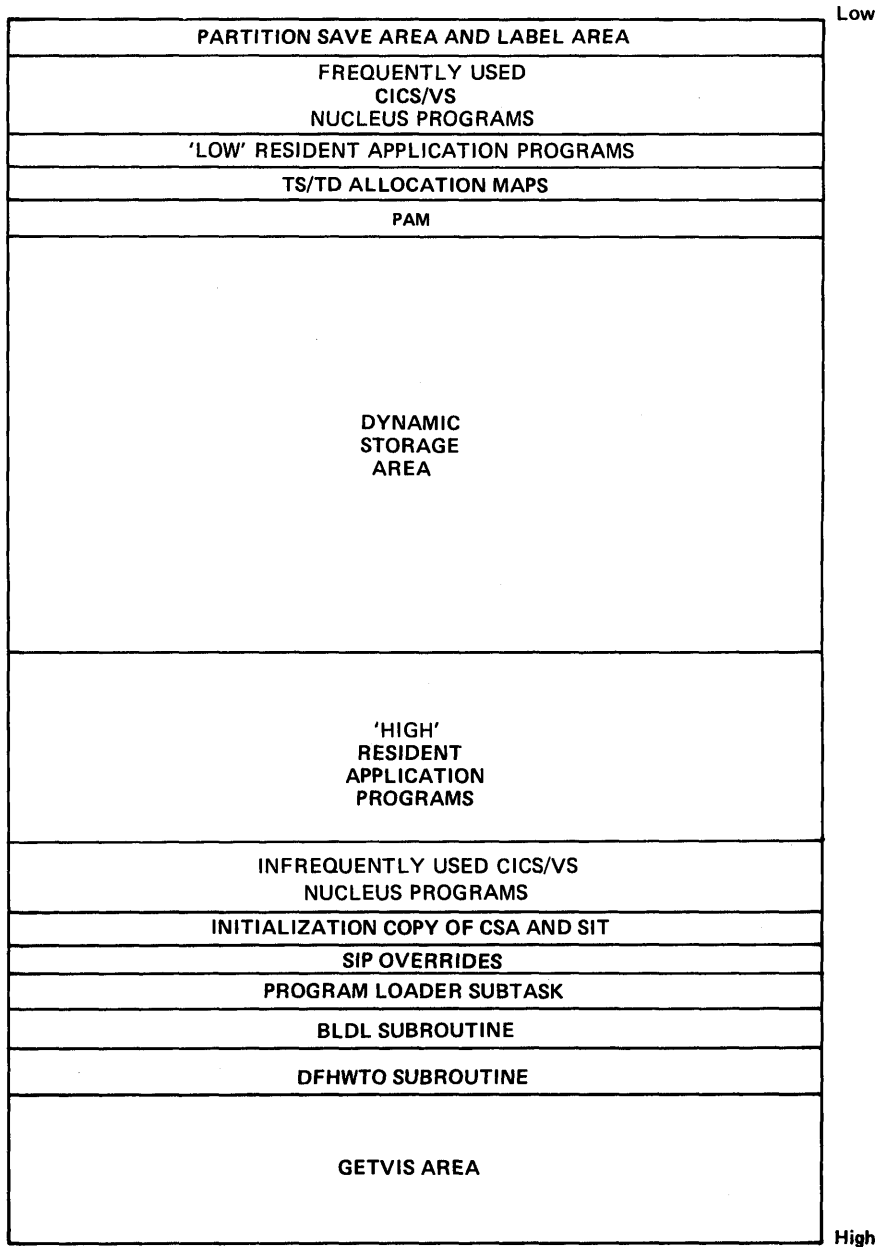 Low
PARTITION SAVE AREA AND LABEL AREA
FREQUENTLY USED
CICS/VS
NUCLEUS PROGRAMS
'LOW' RESIDENT APPLICATION PROGRAMS
TS/TD ALLOCATION MAPS
PAM
DYNAMIC
STORAGE
AREA
'HIGH'
RESIDENT
APPLICATION
PROGRAMS
INFREQUENTLY USED CICS/VS
NUCLEUS PROGRAMS
INITIALIZATION COPY OF CSA AND SIT
SIP OVERRIDES
PROGRAM LOADER SUBTASK
BLDL SUBROUTINE
DFHWTO SUBROUTINE
GETVIS AREA
High